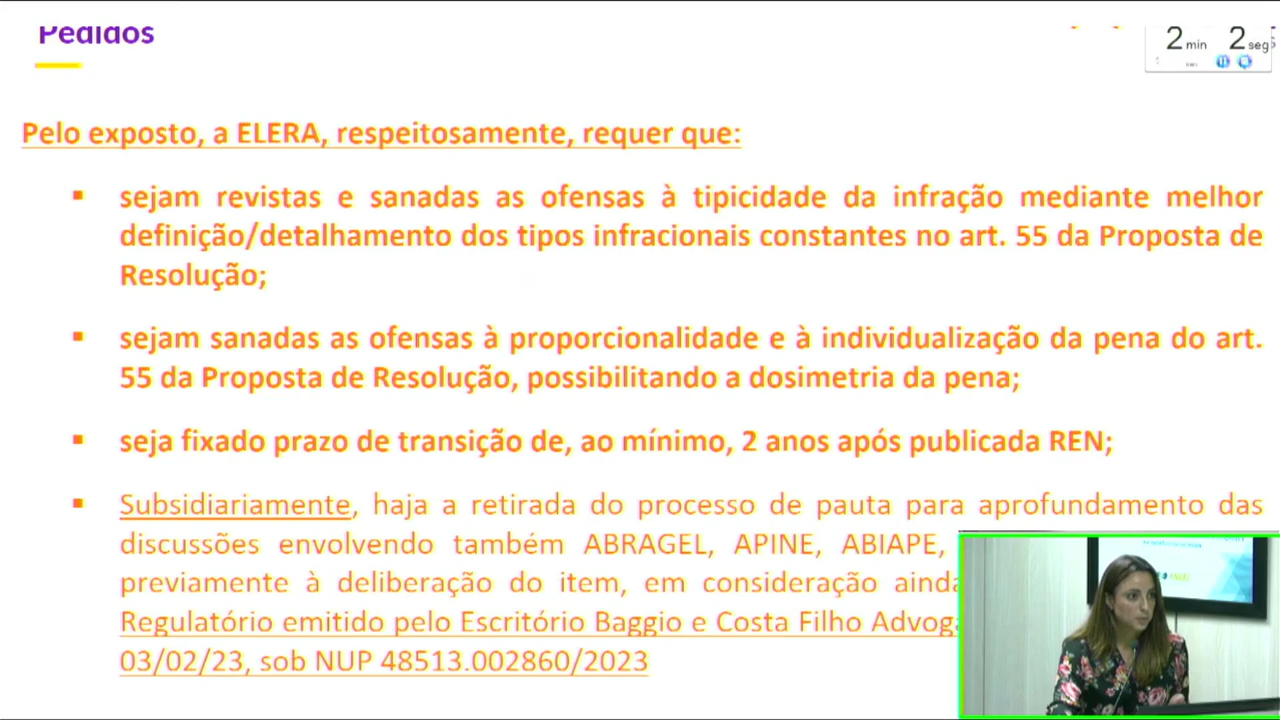 Pedidos
2 min 2 seg
Pelo exposto, a ELERA, respeitosamente, requer que:
▪ sejam revistas e sanadas as ofensas à tipicidade da infração mediante melhor
definição/detalhamento dos tipos infracionais constantes no art. 55 da Proposta de
Resolução;
▪ sejam sanadas as ofensas à proporcionalidade e à individualização da pena do art.
55 da Proposta de Resolução, possibilitando a dosimetria da pena;
▪ seja fixado prazo de transição de, ao mínimo, 2 anos após publicada REN;
▪ Subsidiariamente, haja a retirada do processo de pauta para aprofundamento das
discussões envolvendo também ABRAGEL, APINE, ABIAPE,
previamente à deliberação do item, em consideração ainda
Regulatório emitido pelo Escritório Baggio e Costa Filho Advoga
03/02/23, sob NUP 48513.002860/2023